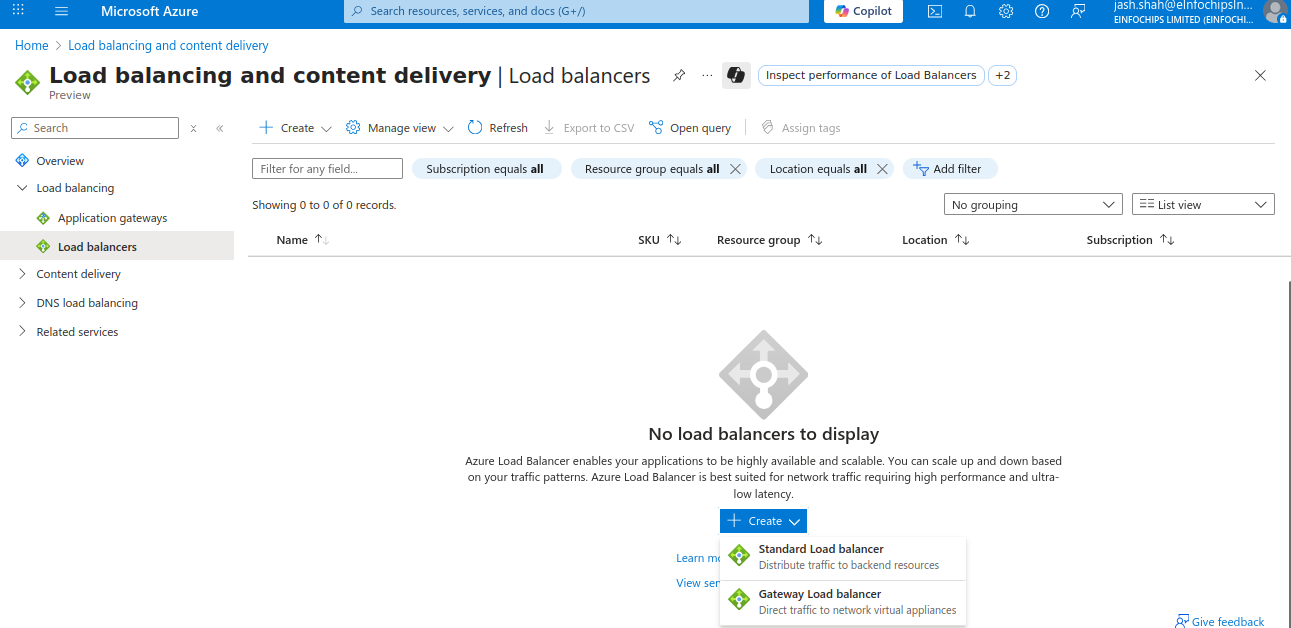 Microsoft Azure
Search resources, services, and docs (G+/)
Copilot
EINFOCHIPS LIMITED (EINFOCHI...
Home > Load balancing and content delivery
Load balancing and content delivery | Load balancers
Preview
Inspect performance of Load Balancers
+2
Search
Create
Manage view
Refresh
Export to CSV
Open query
Assign tags
Overview
Load balancing
Application gateways
Load balancers
Content delivery
DNS load balancing
Related services
Filter for any field...
Subscription equals all
Resource group equals all
Location equals all
Add filter
Showing 0 to 0 of 0 records.
No grouping
List view
Name
SKU
Resource group
Location
Subscription
No load balancers to display
Azure Load Balancer enables your applications to be highly available and scalable. You can scale up and down based
on your traffic patterns. Azure Load Balancer is best suited for network traffic requiring high performance and ultra-
low latency.
Create
Learn
View
Standard Load balancer
Distribute traffic to backend resources
Gateway Load balancer
Direct traffic to network virtual appliances
Give feedback